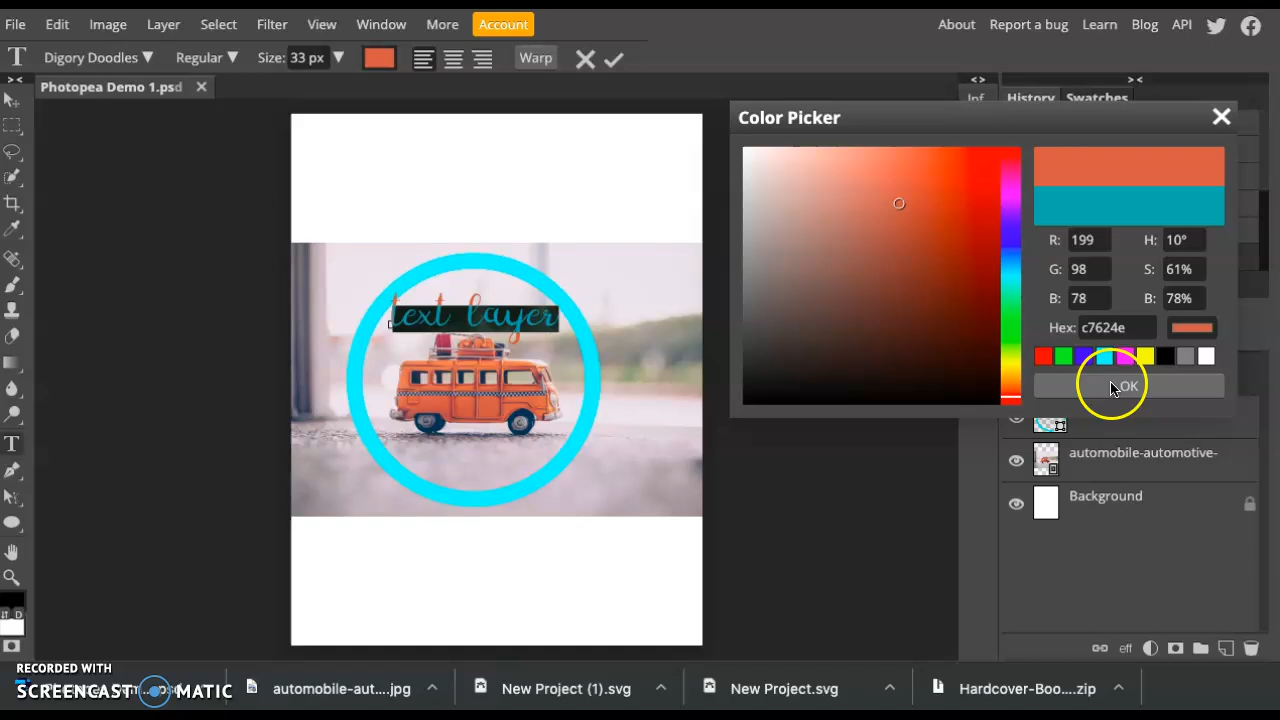 File Edit Image Layer Select Filter View Window More Account About Report a bug Learn Blog API
T Digory Doodles Regular Size: 33 px Warp
> < < > > <
Photopea Demo 1.psd Inf History Swatches
Color Picker
R: 199 H: 10°
G: 98 S: 61%
B: 78 B: 78%
Hex: c7624e
OK
text layer
automobile-automotive-
Background
T
D
eff
RECORDED WITH
SCREENCAST MATIC
automobile-aut....jpg New Project (1).svg New Project.svg Hardcover-Boo....zip